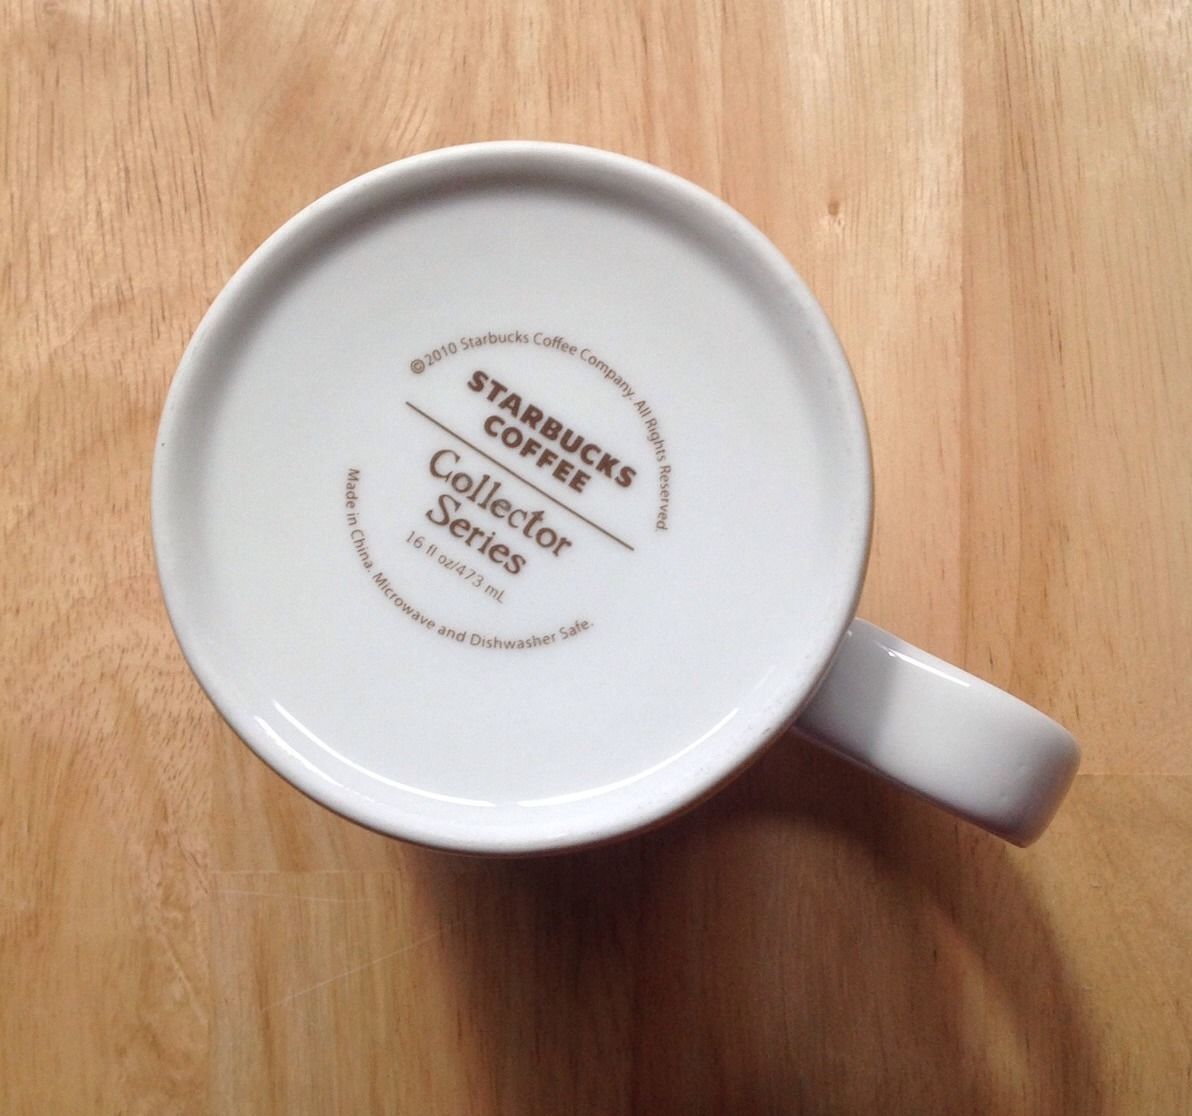 © 2010 Starbucks Coffee Company. All Rights Reserved.
STARBUCKS
COFFEE
Collector
Series
16 fl oz/473 mL
Made in China. Microwave and Dishwasher Safe.